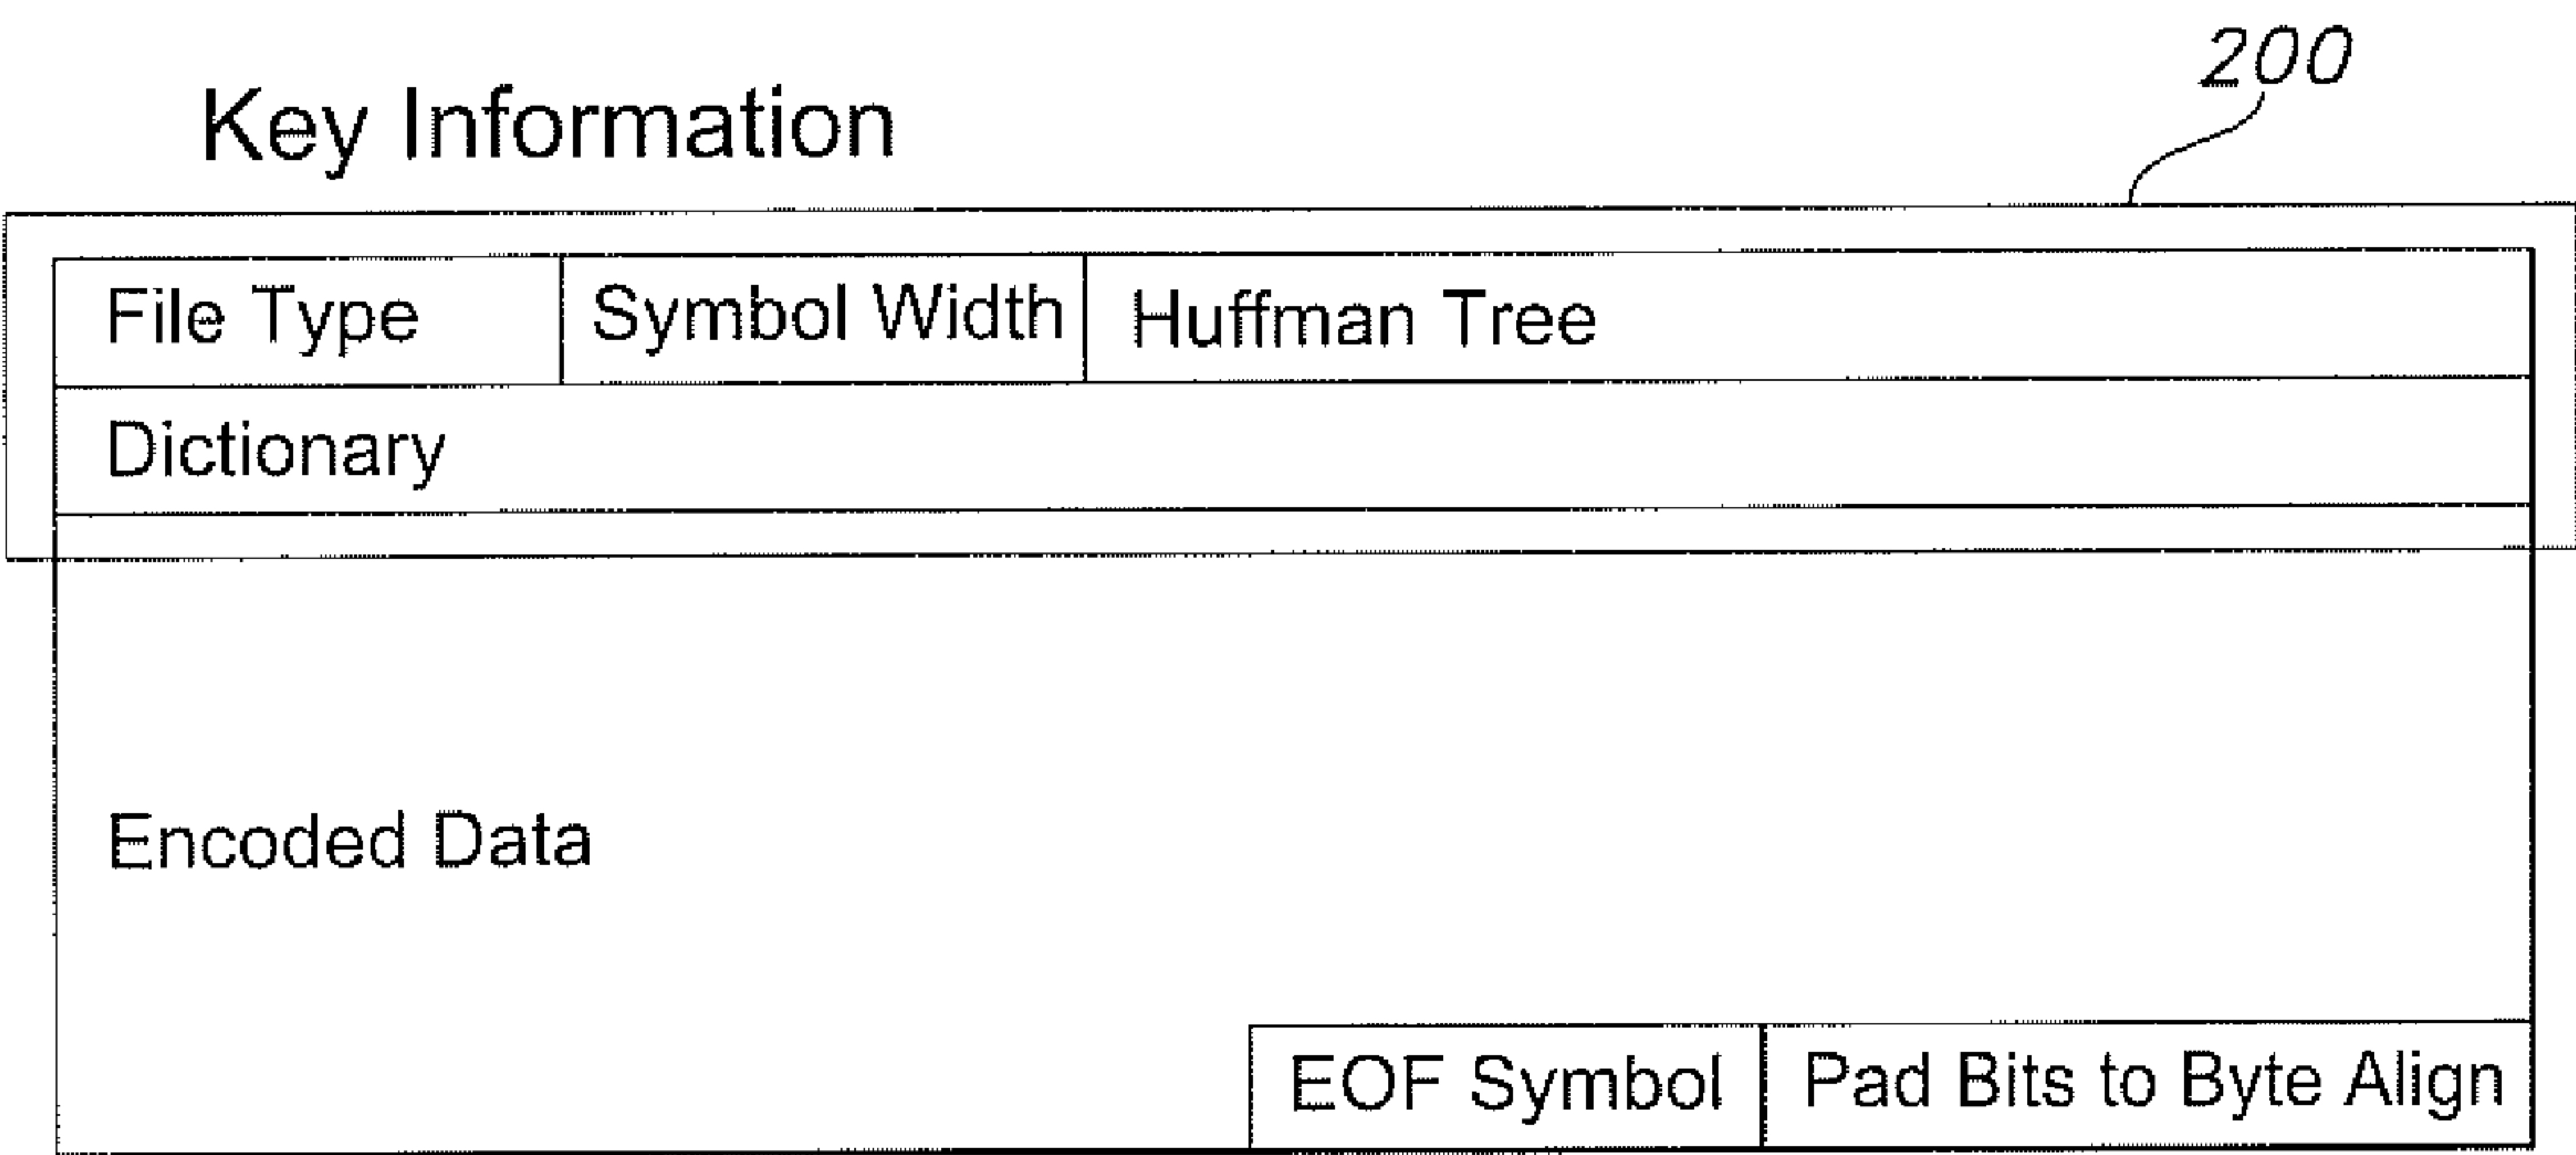 200
Key Information
File Type Symbol Width Huffman Tree
Dictionary
Encoded Data
EOF Symbol Pad Bits to Byte Align